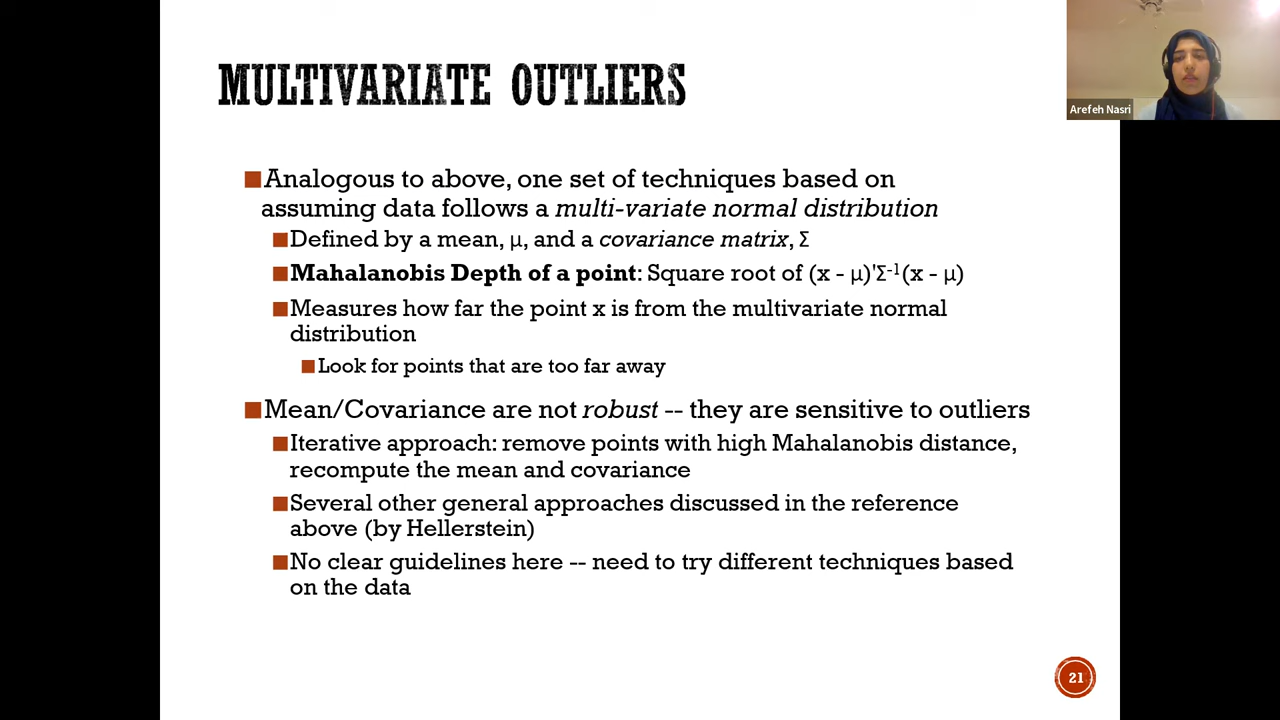 MULTIVARIATE OUTLIERS
Arefeh Nasri
■Analogous to above, one set of techniques based on
assuming data follows a multi-variate normal distribution
■Defined by a mean, μ, and a covariance matrix, Σ
■Mahalanobis Depth of a point: Square root of (x - μ)'Σ⁻¹(x - μ)
■Measures how far the point x is from the multivariate normal
distribution
■Look for points that are too far away
■Mean/Covariance are not robust -- they are sensitive to outliers
■Iterative approach: remove points with high Mahalanobis distance,
recompute the mean and covariance
■Several other general approaches discussed in the reference
above (by Hellerstein)
■No clear guidelines here -- need to try different techniques based
on the data
21